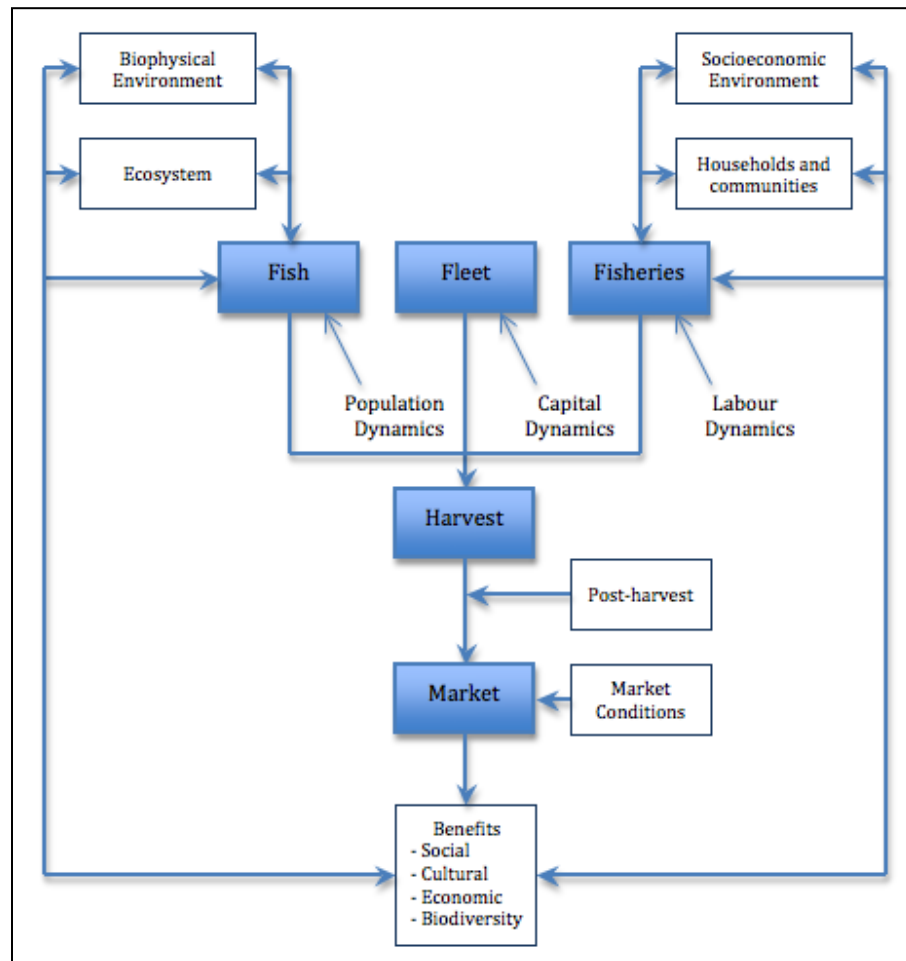 Biophysical
Environment
Socioeconomic
Environment
Ecosystem
Households and
communities
Fish
Fleet
Fisheries
Population
Dynamics
Capital
Dynamics
Labour
Dynamics
Harvest
Post-harvest
Market
Market
Conditions
Benefits
- Social
- Cultural
- Economic
- Biodiversity